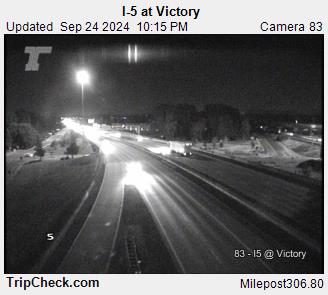 I-5 at Victory
Updated  Sep 24 2024  10:15 PM
Camera 83
T
S
83 - I5 @ Victory
TripCheck.com
Milepost306.80